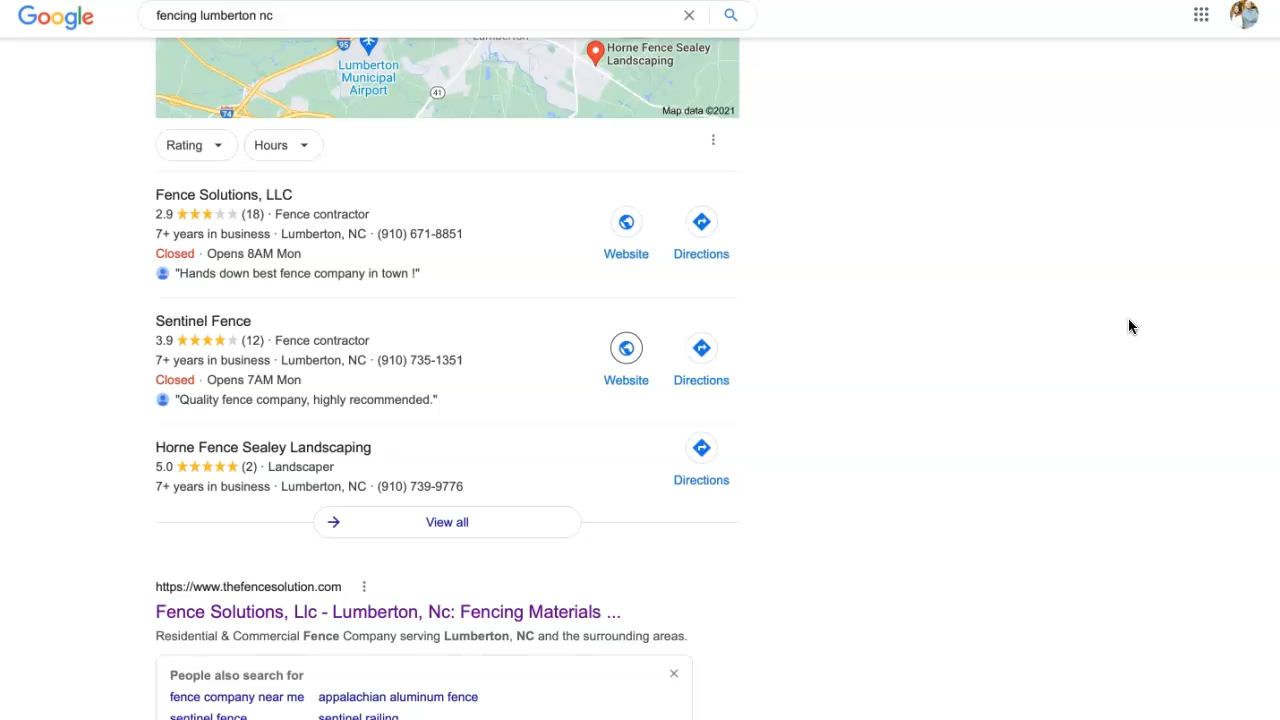 Google
fencing lumberton nc
95
Lumberton
Municipal
Airport
41
74
Horne Fence Sealey
Landscaping
Map data ©2021
Rating
Hours
Fence Solutions, LLC
2.9 (18) · Fence contractor
7+ years in business · Lumberton, NC · (910) 671-8851
Closed · Opens 8AM Mon
"Hands down best fence company in town !"
Website
Directions
Sentinel Fence
3.9 (12) · Fence contractor
7+ years in business · Lumberton, NC · (910) 735-1351
Closed · Opens 7AM Mon
"Quality fence company, highly recommended."
Website
Directions
Horne Fence Sealey Landscaping
5.0 (2) · Landscaper
7+ years in business · Lumberton, NC · (910) 739-9776
Directions
View all
https://www.thefencesolution.com
Fence Solutions, Llc - Lumberton, Nc: Fencing Materials ...
Residential & Commercial Fence Company serving Lumberton, NC and the surrounding areas.
People also search for
fence company near me
appalachian aluminum fence
sentinel fence
sentinel railing